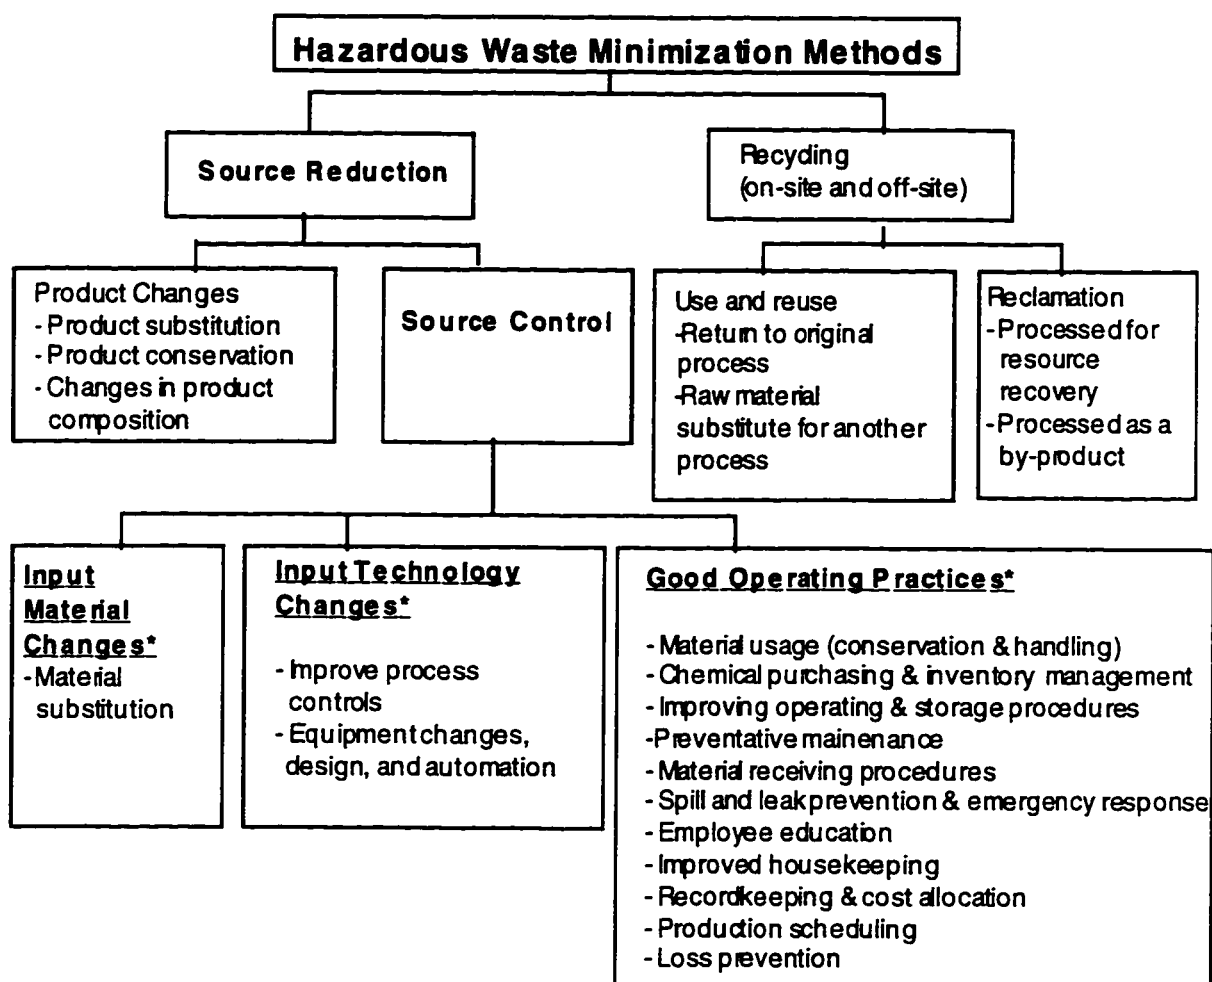 Hazardous Waste Minimization Methods
Source Reduction
Recyding
(on-site and off-site)
Product Changes
- Product substitution
- Product conservation
- Changes in product
composition
Source Control
Use and reuse
-Return to original
process
-Raw material
substitute for another
process
Reclamation
-Processed for
resource
recovery
-Processed as a
by-product
Input
Material
Changes*
-Material
substitution
Input Technology
Changes*
- Improve process
controls
- Equipment changes,
design, and automation
Good Operating Practices*
-Material usage (conservation & handling)
-Chemical purchasing & inventory management
-Improving operating & storage procedures
-Preventative mainenance
-Material receiving procedures
-Spill and leak prevention & emergency response
-Employee education
-Improved housekeeping
-Recordkeeping & cost allocation
-Production scheduling
-Loss prevention